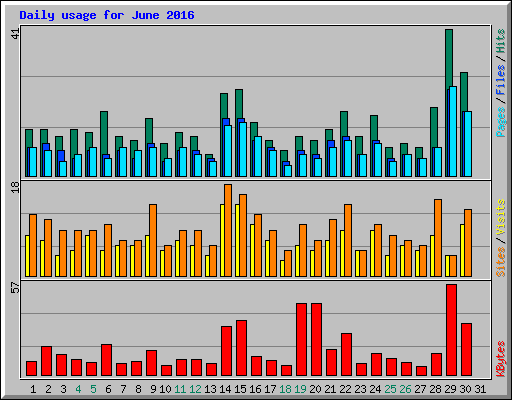 Daily usage for June 2016
41
Pages / Files / Hits
18
Sites / Visits
57
KBytes
1 2 3 4 5 6 7 8 9 10 11 12 13 14 15 16 17 18 19 20 21 22 23 24 25 26 27 28 29 30 31